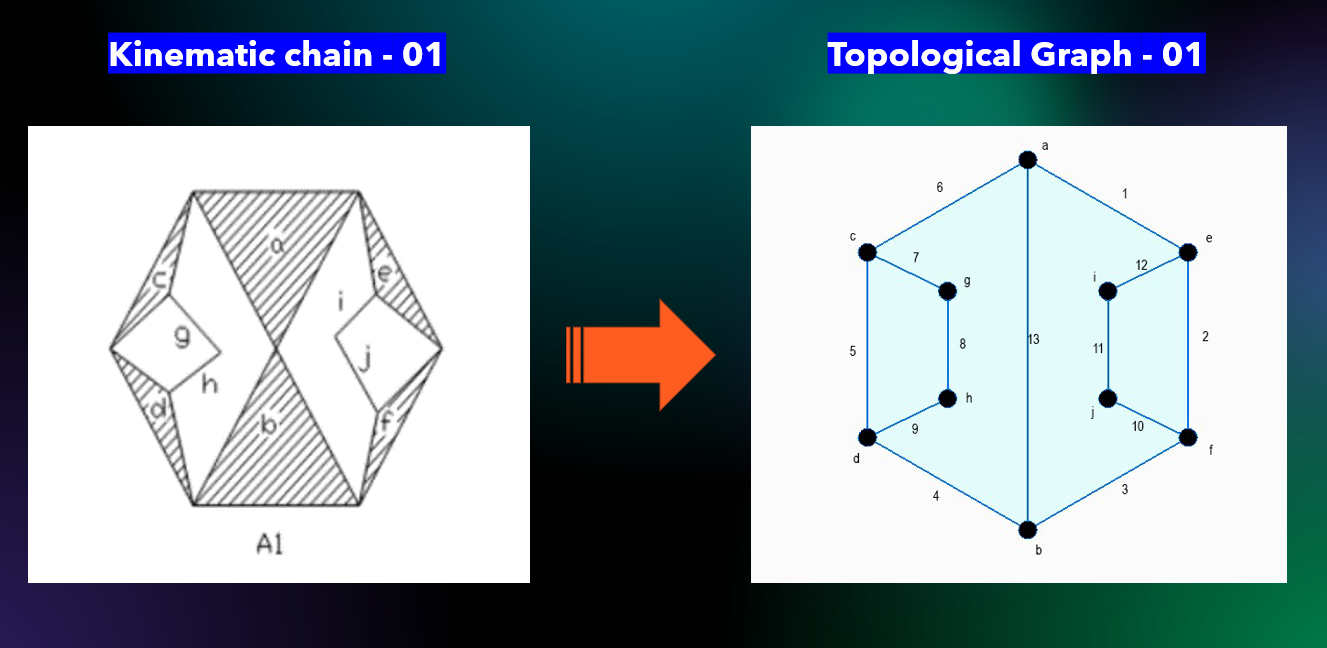 Kinematic chain - 01
Topological Graph - 01
a
c
e
i
g
j
h
d
b
f
A1
a
6
1
c
e
7
12
g
i
5
8
13
11
2
h
j
9
10
d
f
4
3
b